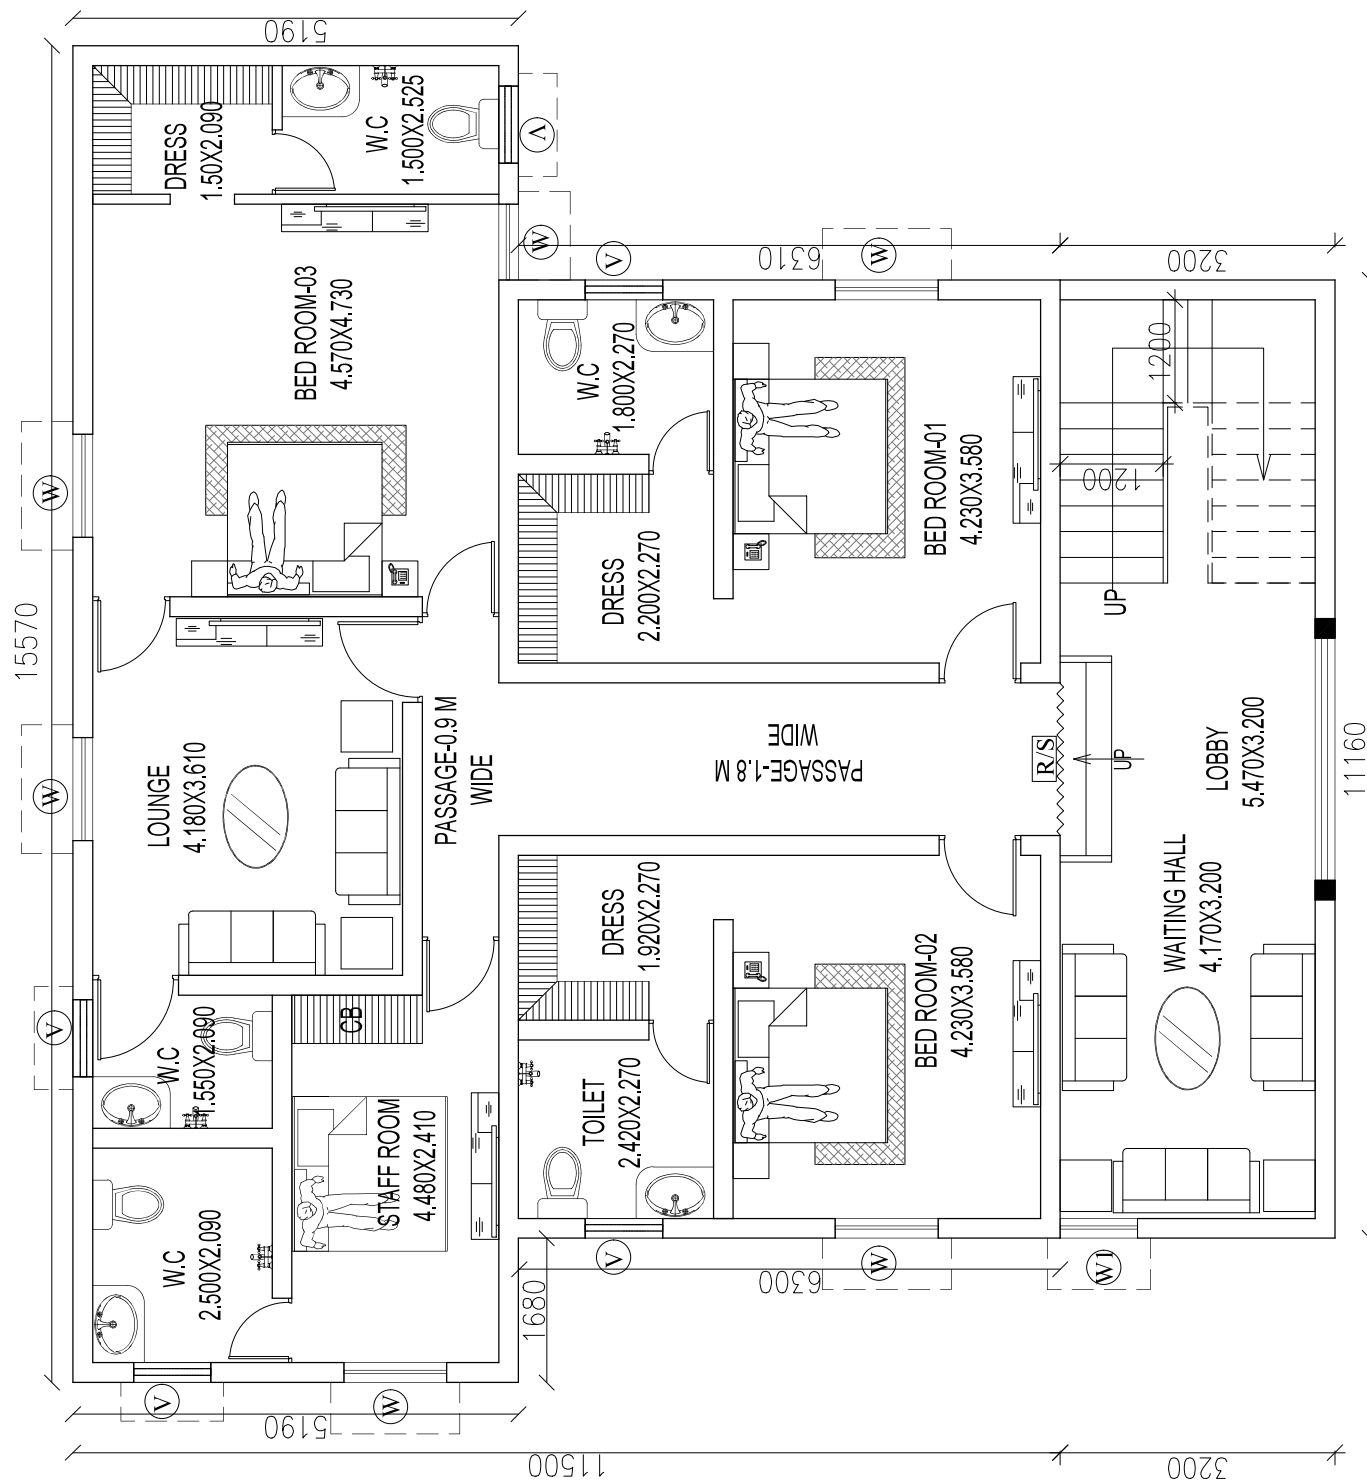 5190
DRESS
1.50X2.090
W.C
1.500X2.525
V
W
V
6310
W
3200
BED ROOM-03
4.570X4.730
W.C
1.800X2.270
1200
1200
BED ROOM-01
4.230X3.580
W
DRESS
2.200X2.270
UP
15570
PASSAGE-0.9 M
WIDE
PASSAGE-1.8 M
WIDE
R/S
UP
LOBBY
5.470X3.200
11160
W
LOUNGE
4.180X3.610
WAITING HALL
4.170X3.200
DRESS
1.920X2.270
BED ROOM-02
4.230X3.580
V
W.C
1.550X2.090
CB
TOILET
2.420X2.270
STAFF ROOM
4.480X2.410
W.C
2.500X2.090
V
W
W1
6300
1680
V
W
5190
11500
3200